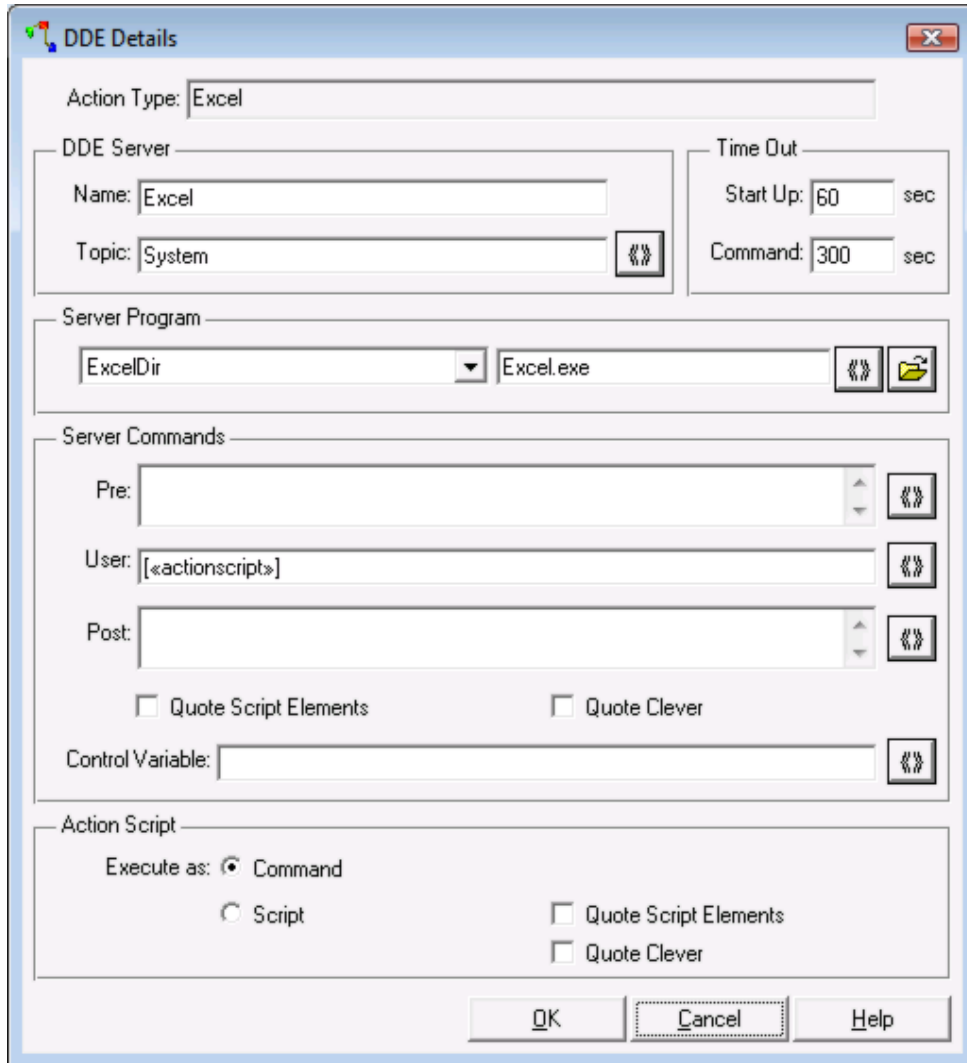 DDE Details
Action Type: Excel
DDE Server
Name: Excel
Topic: System
Time Out
Start Up: 60 sec
Command: 300 sec
Server Program
ExcelDir Excel.exe
Server Commands
Pre:
User: [«actionscript»]
Post:
Quote Script Elements Quote Clever
Control Variable:
Action Script
Execute as: Command
Script Quote Script Elements
Quote Clever
OK Cancel Help